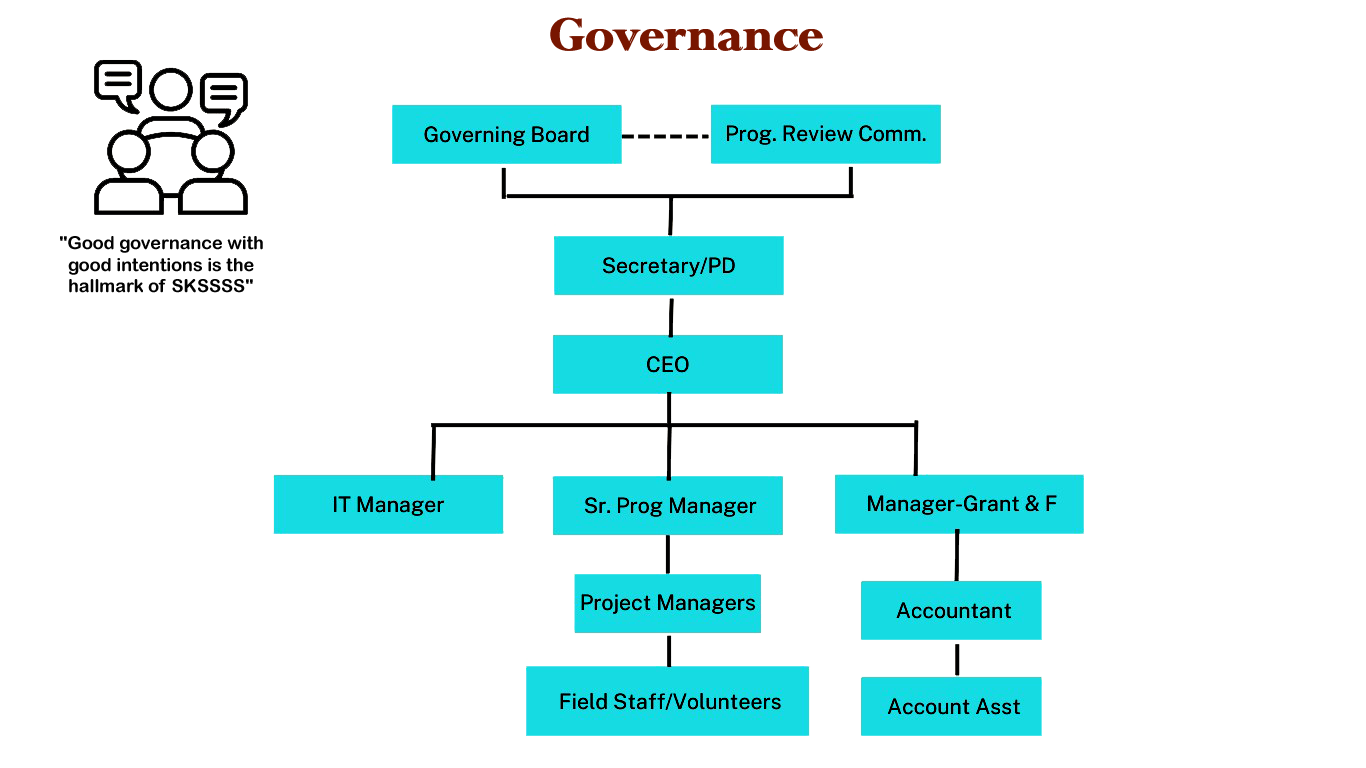 Governance
Governing Board
Prog. Review Comm.
"Good governance with
good intentions is the
hallmark of SKSSSS"
Secretary/PD
CEO
IT Manager
Sr. Prog Manager
Manager-Grant & F
Project Managers
Accountant
Field Staff/Volunteers
Account Asst